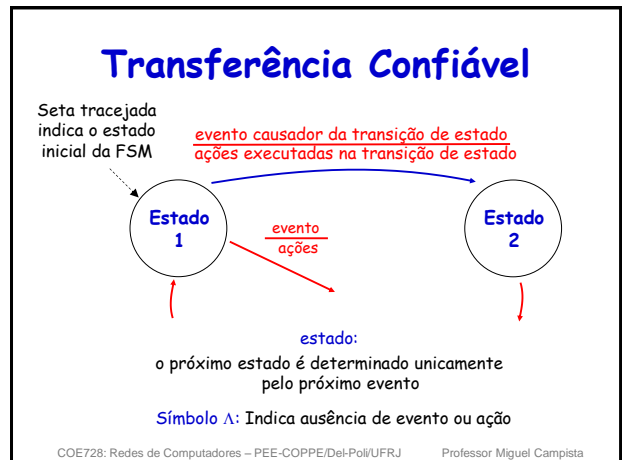 Transferência Confiável
Seta tracejada
indica o estado
inicial da FSM
evento causador da transição de estado
ações executadas na transição de estado
Estado
1
evento
ações
Estado
2
estado:
o próximo estado é determinado unicamente
pelo próximo evento
Símbolo Λ: Indica ausência de evento ou ação
COE728: Redes de Computadores – PEE-COPPE/Del-Poli/UFRJ Professor Miguel Campista